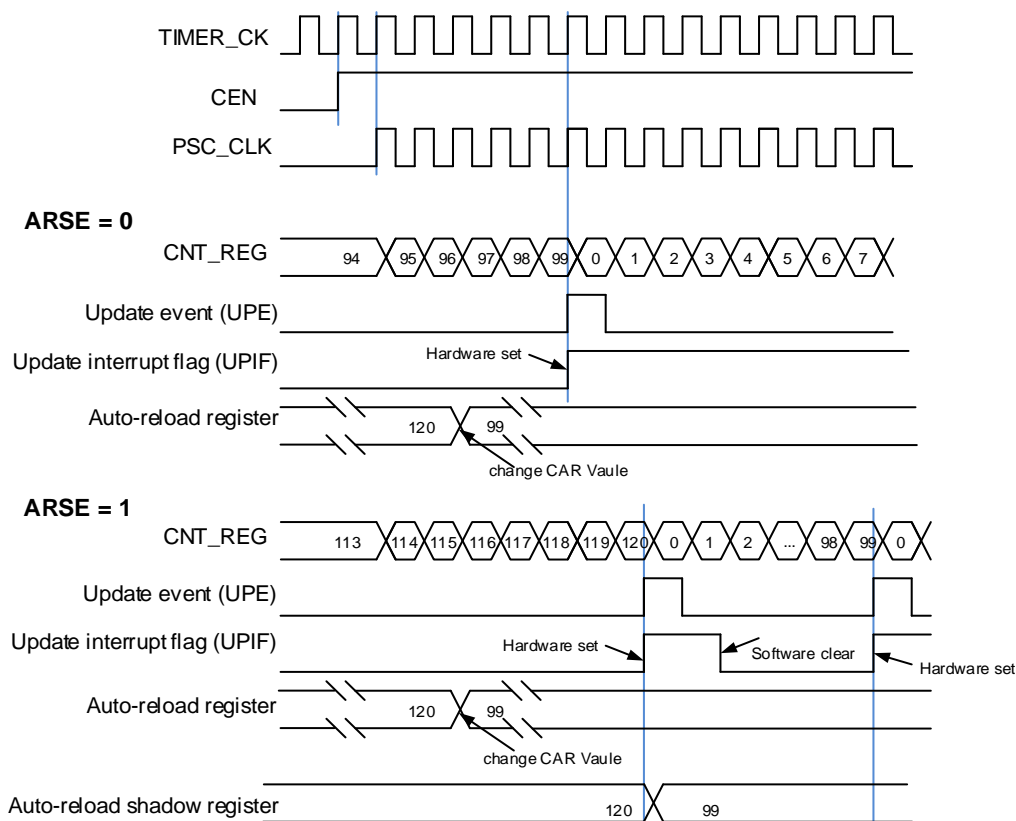 TIMER_CK
CEN
PSC_CLK
ARSE = 0
CNT_REG 94 95 96 97 98 99 0 1 2 3 4 5 6 7
Update event (UPE)
Update interrupt flag (UPIF) Hardware set
Auto-reload register 120 99
change CAR Vaule
ARSE = 1
CNT_REG 113 114 115 116 117 118 119 120 0 1 2 ... 98 99 0
Update event (UPE)
Update interrupt flag (UPIF) Hardware set Software clear Hardware set
Auto-reload register 120 99
change CAR Vaule
Auto-reload shadow register 120 99